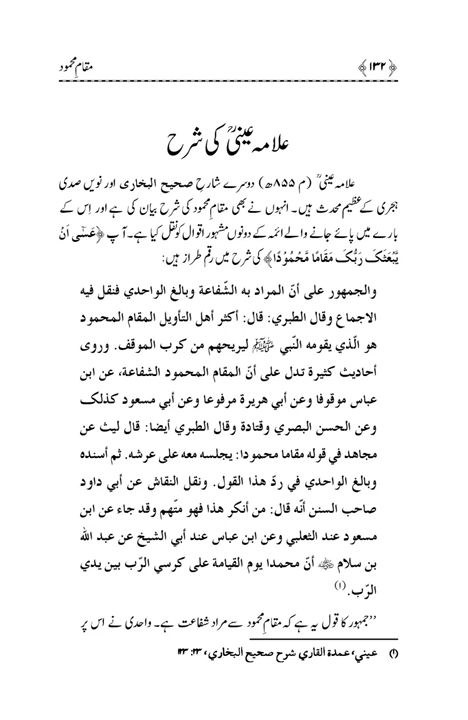 ﴿ ۱۳۲ ﴾ مقامِ محمود
علامہ عینیؒ کی شرح
علامہ عینیؒ (م ۸۵۵ھ) دوسرے شارحِ صحیح البخاری اور نویں صدی
ہجری کے عظیم محدث ہیں۔ انہوں نے بھی مقامِ محمود کی شرح بیان کی ہے اور اِس کے
بارے میں پائے جانے والے ائمہ کے دونوں مشہور اقوال کو نقل کیا ہے۔ آپ ﴿عَسٰٓی اَنْ
یَّبْعَثَکَ رَبُّکَ مَقَامًا مَّحْمُوْدًا﴾ کی شرح میں رقم طراز ہیں:
والجمهور على أنّ المراد به الشّفاعة وبالغ الواحدي فنقل فيه
الاجماع وقال الطبري: قال: أكثر أهل التأويل المقام المحمود
هو الّذي يقومه النّبي ﷺ ليريحهم من كرب الموقف. وروى
أحاديث كثيرة تدل على أنّ المقام المحمود الشفاعة، عن ابن
عباس موقوفا وعن أبي هريرة مرفوعا وعن أبي مسعود كذلك
وعن الحسن البصري وقتادة وقال الطبري أيضا: قال ليث عن
مجاهد في قوله مقاما محمودا: يجلسه معه على عرشه. ثم أسنده
وبالغ الواحدي في ردّ هذا القول. ونقل النقاش عن أبي داود
صاحب السنن أنّه قال: من أنكر هذا فهو متّهم وقد جاء عن ابن
مسعود عند الثعلبي وعن ابن عباس عند أبي الشيخ عن عبد الله
بن سلام ﷺ أنّ محمدا يوم القيامة على كرسي الرّب بين يدي
الرّب. (۱)
’’جمہور کا قول یہ ہے کہ مقامِ محمود سے مراد شفاعت ہے۔ واحدی نے اس پر
(۱) عيني، عمدة القاري شرح صحيح البخاري، ۲۳: ۱۲۳